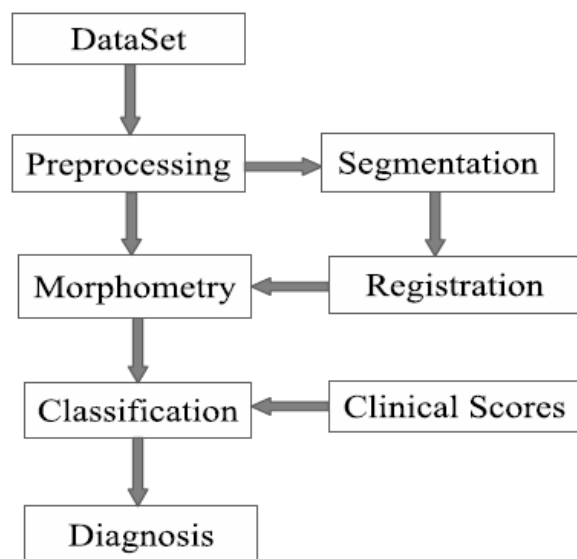 DataSet
Preprocessing
Segmentation
Morphometry
Registration
Classification
Clinical Scores
Diagnosis